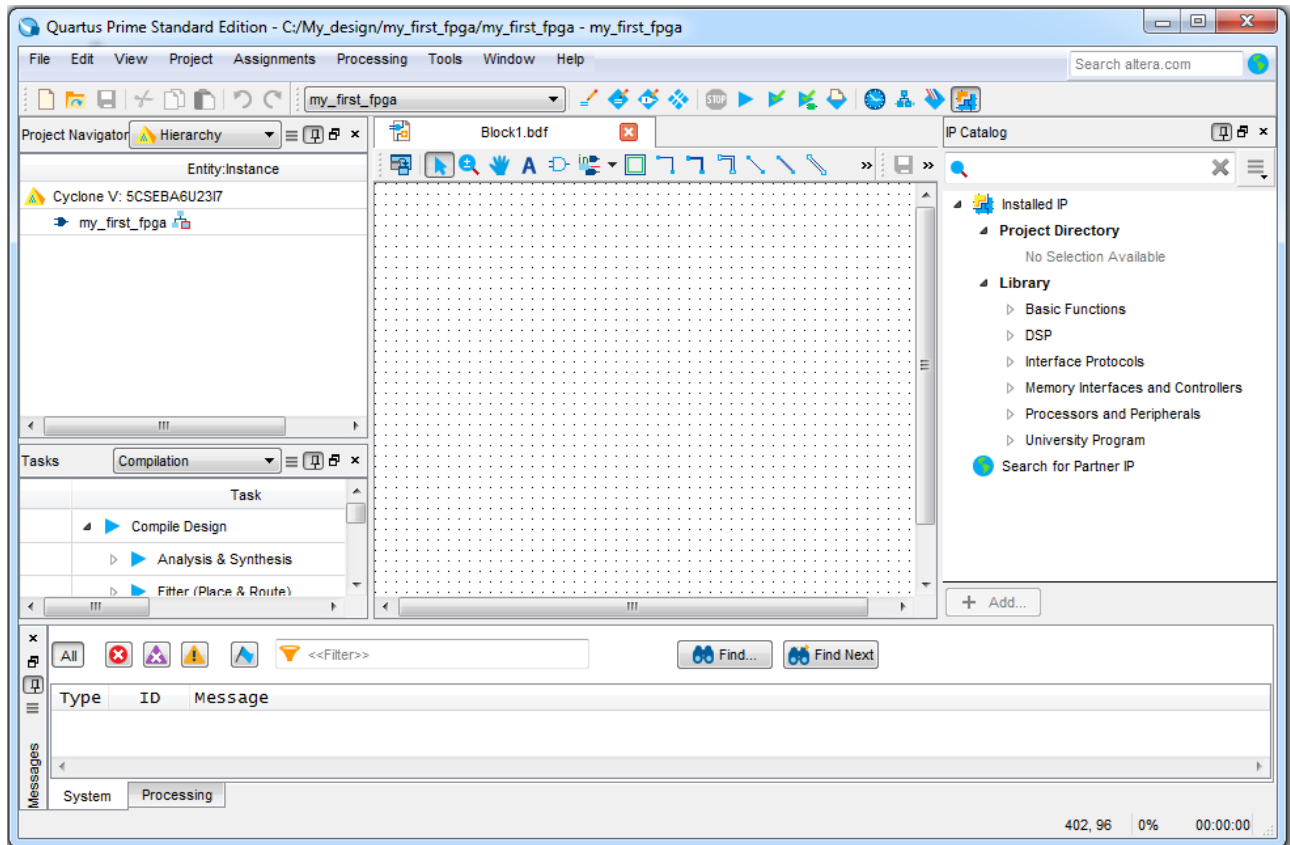 Quartus Prime Standard Edition - C:/My_design/my_first_fpga/my_first_fpga - my_first_fpga
File Edit View Project Assignments Processing Tools Window Help
Search altera.com
my_first_fpga
STOP
Project Navigator Hierarchy
Entity:Instance
Cyclone V: 5CSEBA6U23I7
my_first_fpga
Tasks Compilation
Task
Compile Design
Analysis & Synthesis
Fitter (Place & Route)
Block1.bdf
A
IP Catalog
Installed IP
Project Directory
No Selection Available
Library
Basic Functions
DSP
Interface Protocols
Memory Interfaces and Controllers
Processors and Peripherals
University Program
Search for Partner IP
+ Add...
All <<Filter>> Find... Find Next
Type ID Message
Messages
System Processing
402, 96 0% 00:00:00